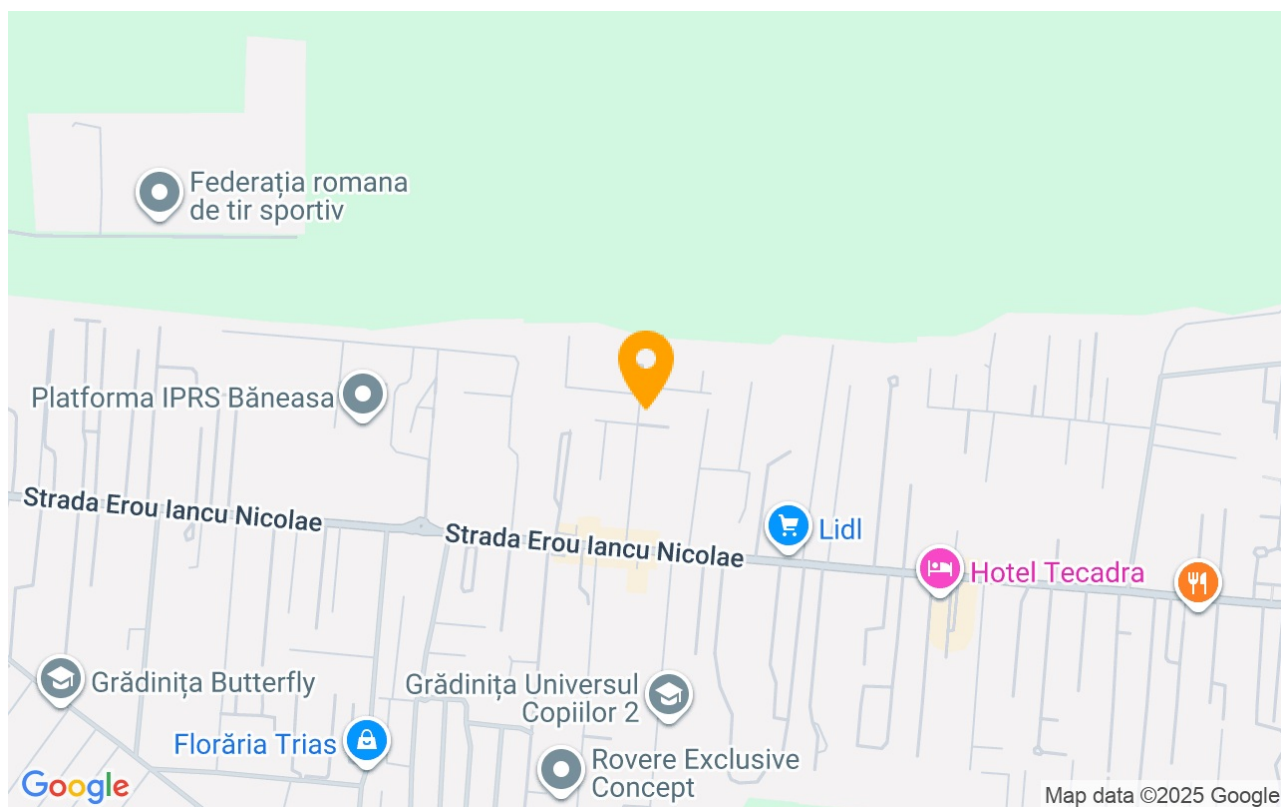 Federația romana
de tir sportiv
Platforma IPRS Băneasa
Strada Erou Iancu Nicolae
Strada Erou Iancu Nicolae
Lidl
Hotel Tecadra
Grădinița Butterfly
Grădinița Universul
Copiilor 2
Florăria Trias
Rovere Exclusive
Concept
Google
Map data ©2025 Google